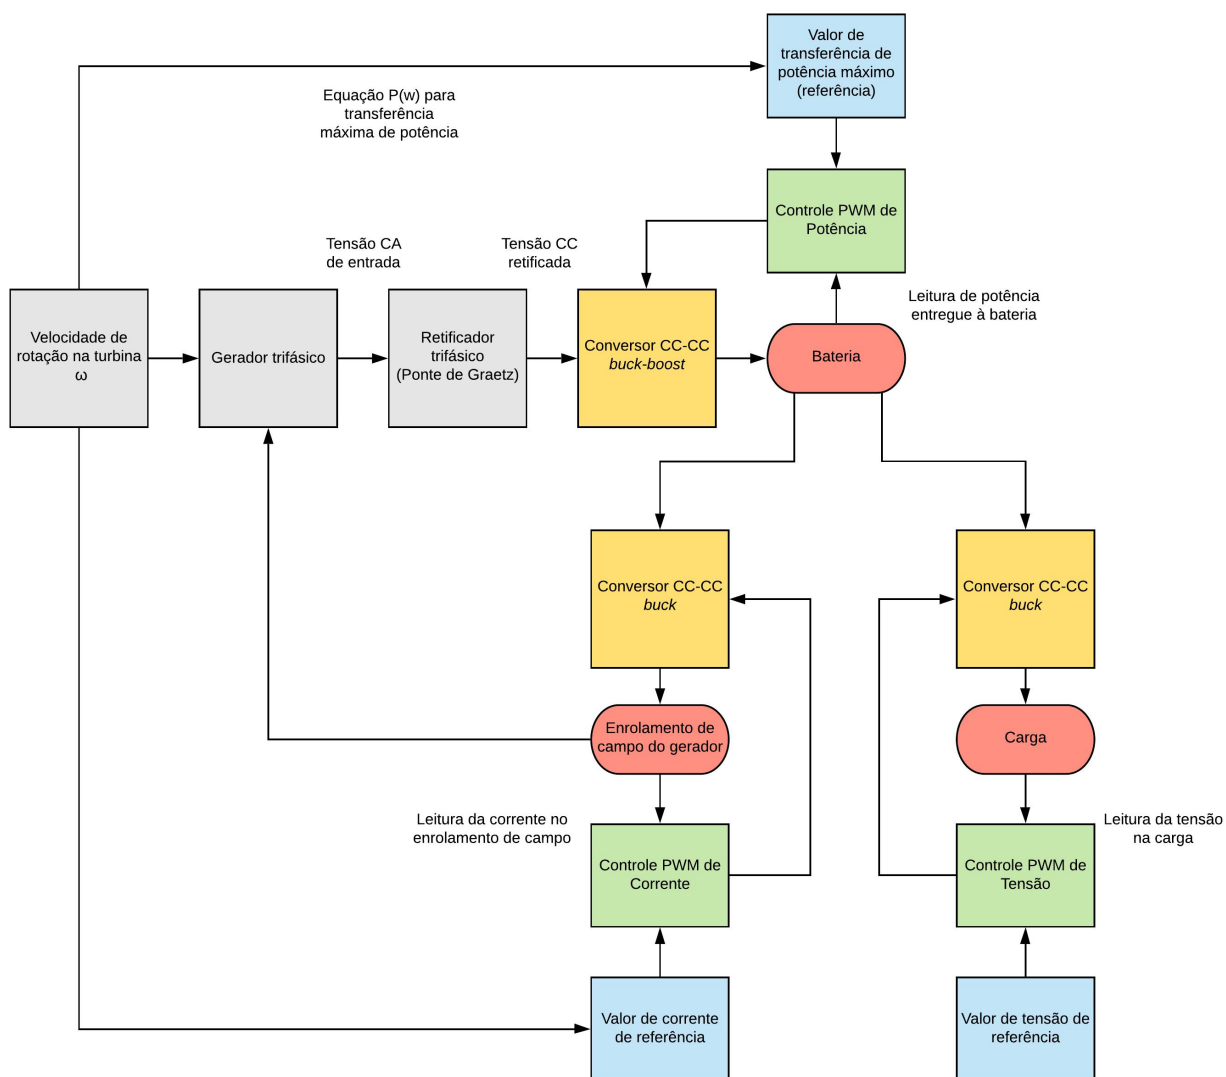 Valor de
transferência de
potência máximo
(referência)
Equação P(w) para
transferência
máxima de potência
Controle PWM de
Potência
Tensão CA
de entrada
Tensão CC
retificada
Leitura de potência
entregue à bateria
Velocidade de
rotação na turbina
ω
Gerador trifásico
Retificador
trifásico
(Ponte de Graetz)
Conversor CC-CC
buck-boost
Bateria
Conversor CC-CC
buck
Conversor CC-CC
buck
Enrolamento de
campo do gerador
Carga
Leitura da corrente no
enrolamento de campo
Leitura da tensão
na carga
Controle PWM de
Corrente
Controle PWM de
Tensão
Valor de corrente
de referência
Valor de tensão de
referência